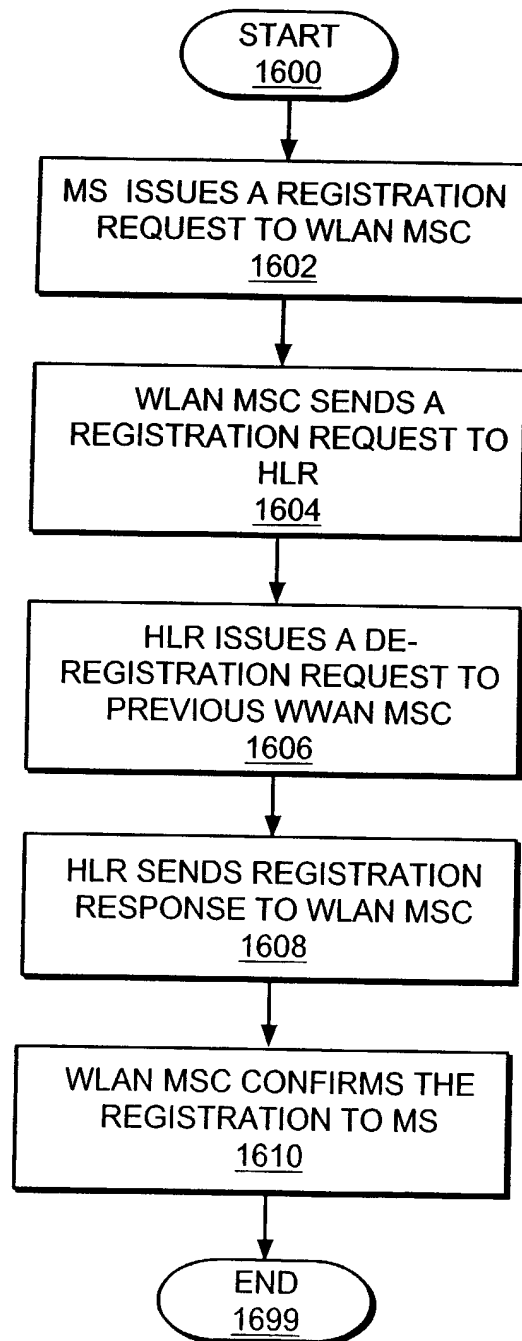 START
1600
MS ISSUES A REGISTRATION
REQUEST TO WLAN MSC
1602
WLAN MSC SENDS A
REGISTRATION REQUEST TO
HLR
1604
HLR ISSUES A DE-
REGISTRATION REQUEST TO
PREVIOUS WWAN MSC
1606
HLR SENDS REGISTRATION
RESPONSE TO WLAN MSC
1608
WLAN MSC CONFIRMS THE
REGISTRATION TO MS
1610
END
1699